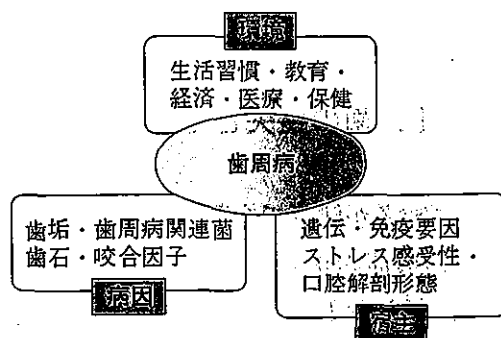 環境
生活習慣・教育・
経済・医療・保健
歯周病
歯垢・歯周病関連菌
歯石・咬合因子
病因
遺伝・免疫要因
ストレス感受性・
口腔解剖形態
宿主